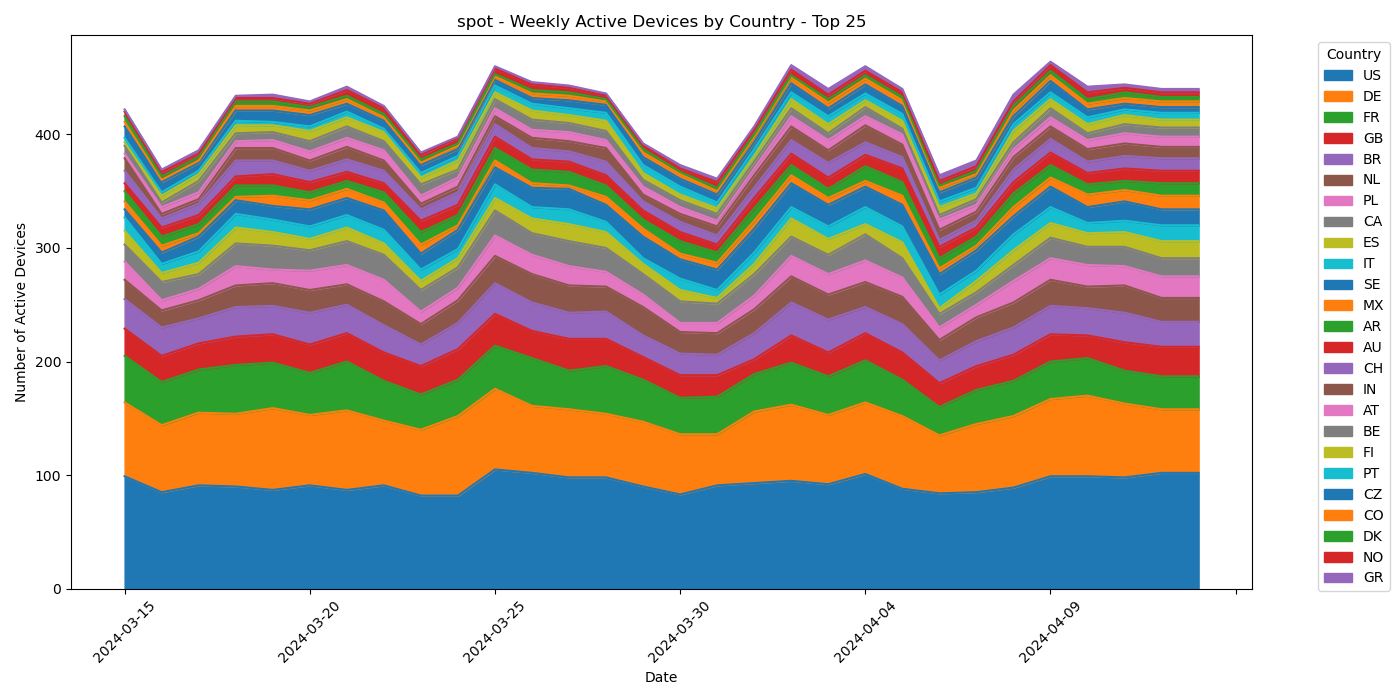 spot - Weekly Active Devices by Country - Top 25
Number of Active Devices
400
300
200
100
0
2024-03-15
2024-03-20
2024-03-25
2024-03-30
2024-04-04
2024-04-09
Date
Country
US
DE
FR
GB
BR
NL
PL
CA
ES
IT
SE
MX
AR
AU
CH
IN
AT
BE
FI
PT
CZ
CO
DK
NO
GR